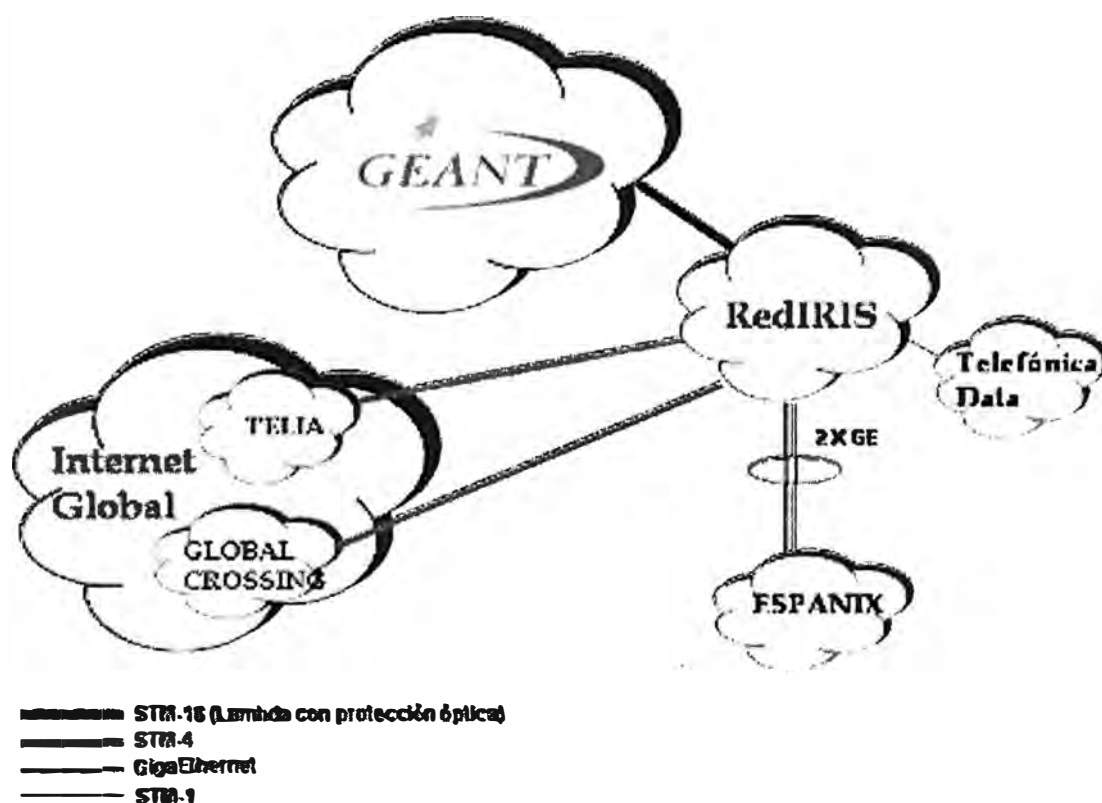 GEANT
RedIRIS
Telefónica
Data
TELIA
Internet
Global
2X GE
GLOBAL
CROSSING
ESPANIX
STM-16 (Lambda con protección óptica)
STM-4
GigaEthernet
STM-1